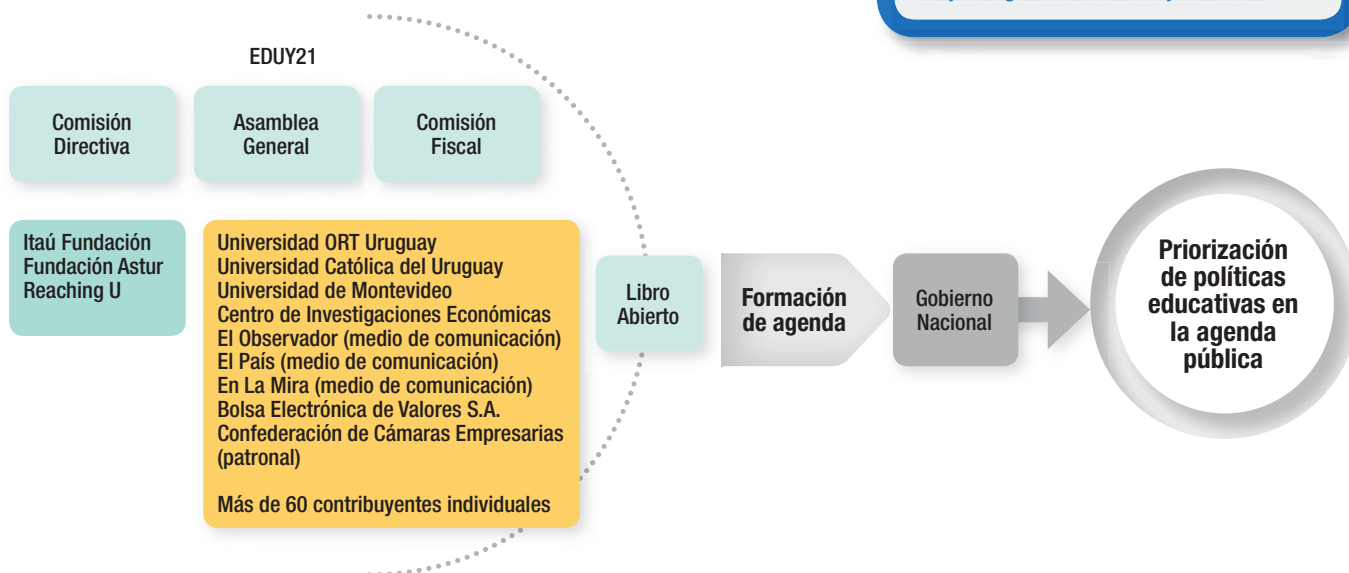 EDUY21
Comisión
Directiva
Asamblea
General
Comisión
Fiscal
Itaú Fundación
Fundación Astur
Reaching U
Universidad ORT Uruguay
Universidad Católica del Uruguay
Universidad de Montevideo
Centro de Investigaciones Económicas
El Observador (medio de comunicación)
El País (medio de comunicación)
En La Mira (medio de comunicación)
Bolsa Electrónica de Valores S.A.
Confederación de Cámaras Empresarias
(patronal)
Más de 60 contribuyentes individuales
Libro
Abierto
Formación
de agenda
Gobierno
Nacional
Priorización
de políticas
educativas en
la agenda
pública